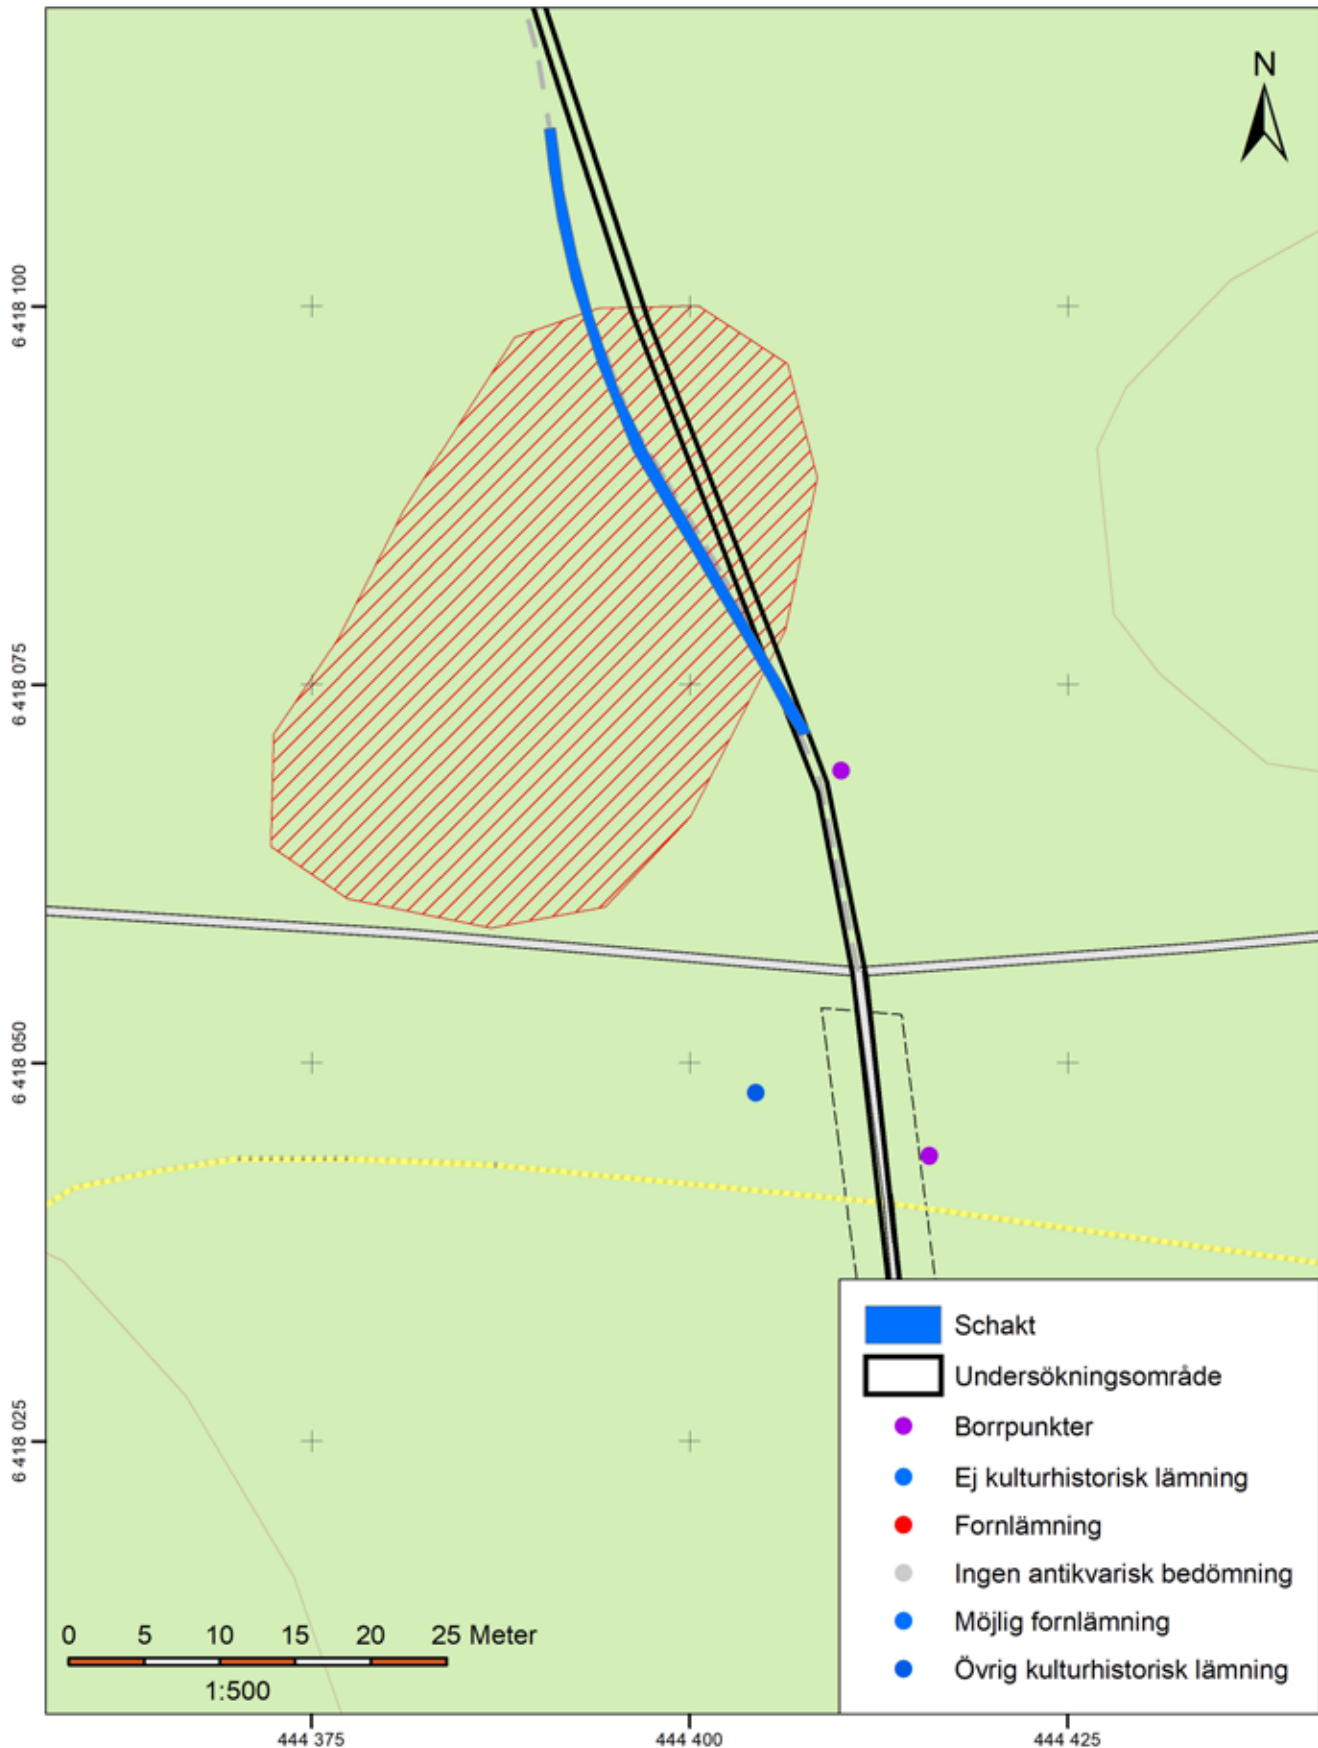 N
6 418 100
6 418 075
6 418 050
6 418 025
Schakt
Undersökningsområde
Borrpunkter
Ej kulturhistorisk lämning
Fornlämning
Ingen antikvarisk bedömning
Möjlig fornlämning
Övrig kulturhistorisk lämning
0 5 10 15 20 25 Meter
1:500
444 375 444 400 444 425